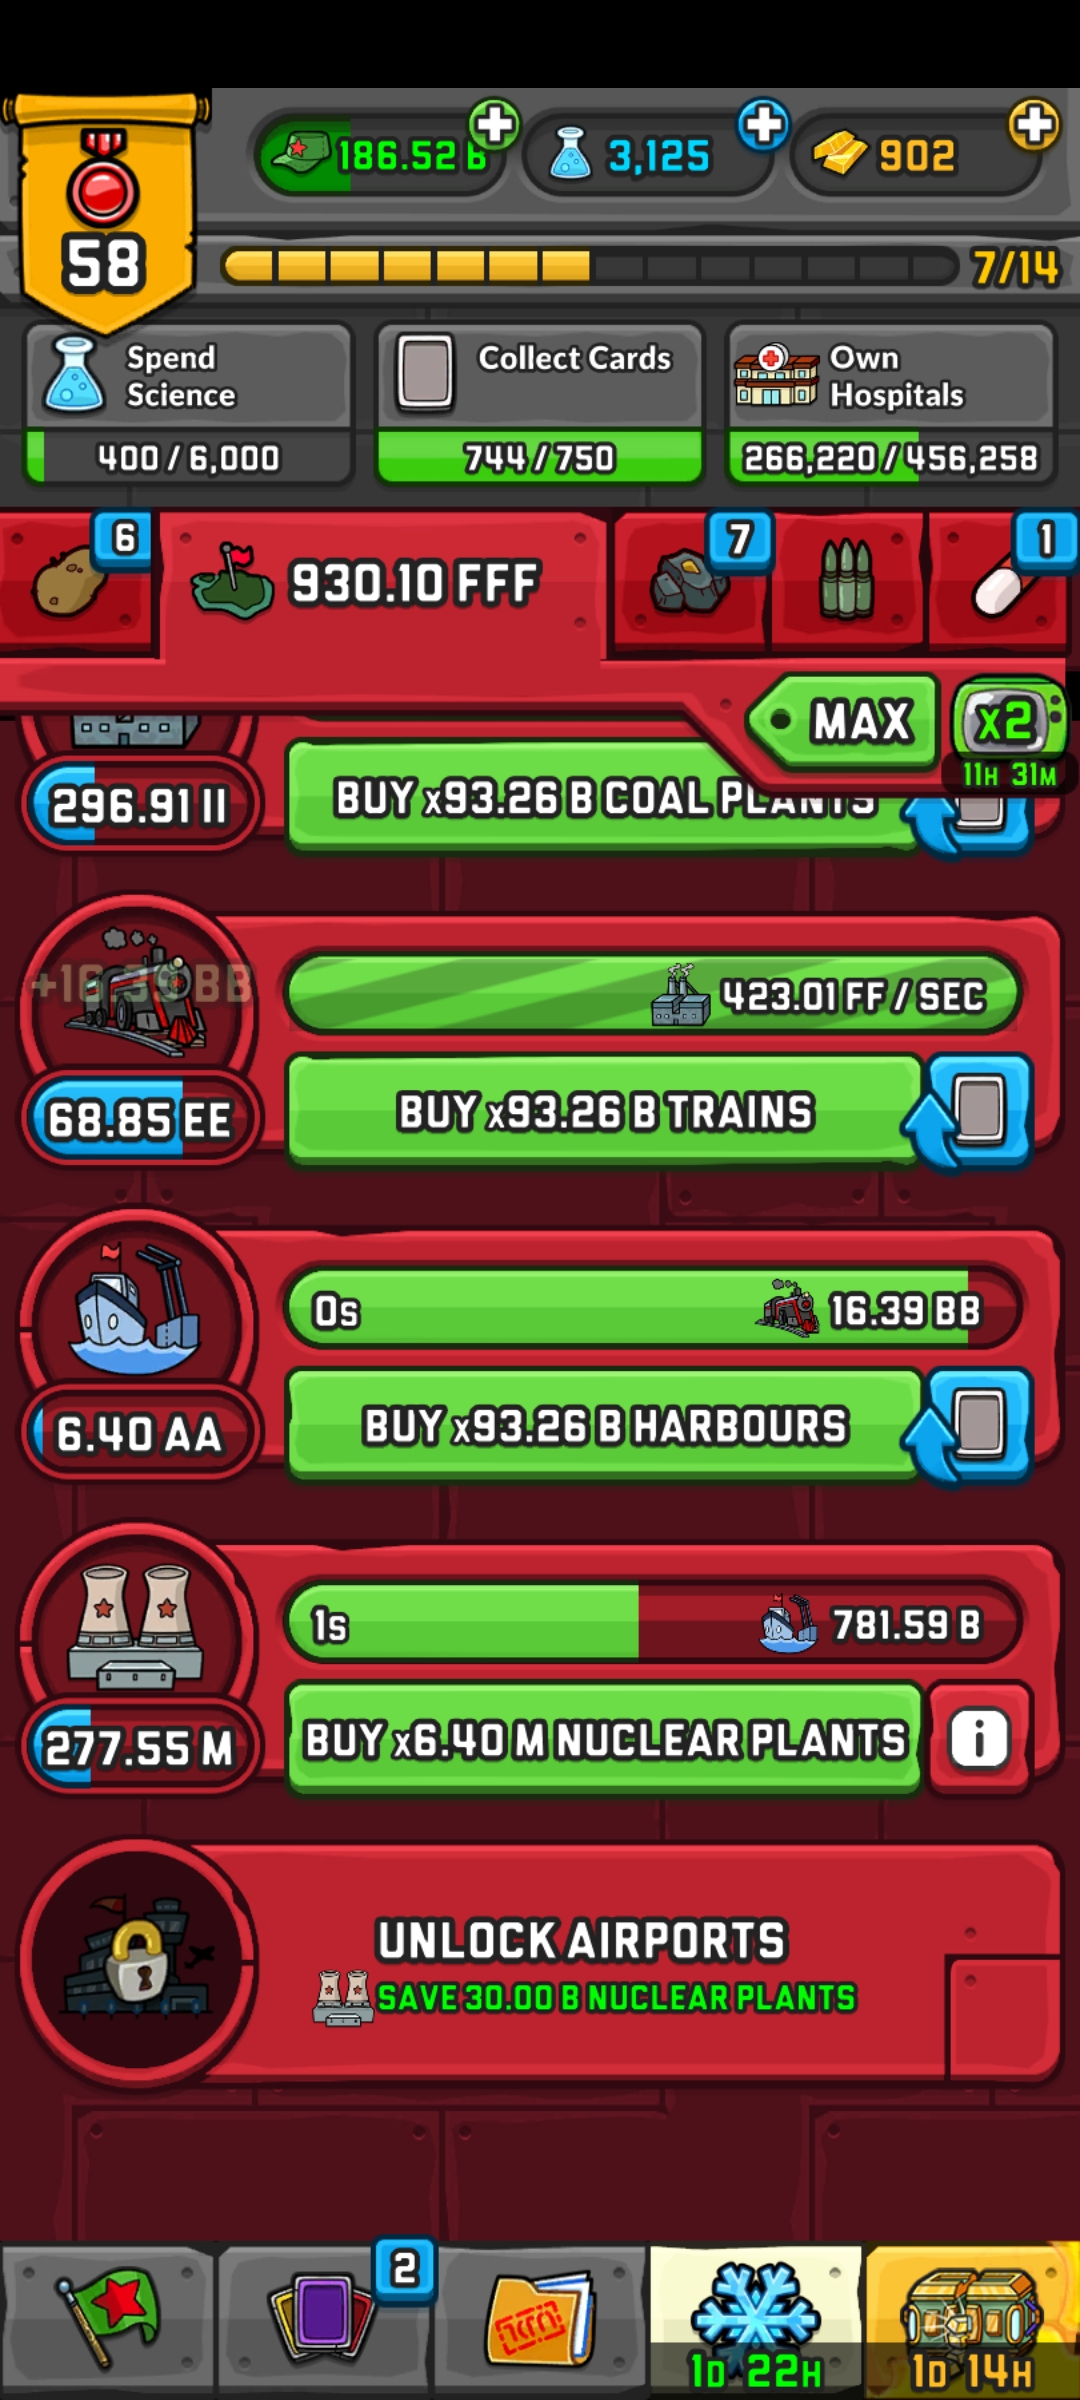 58
186.52 B
3,125
902
7/14
Spend
Science
400 / 6,000
Collect Cards
744 / 750
Own
Hospitals
266,220 / 456,258
6
930.10 FFF
7
1
MAX
x2
11H 31M
296.91 II
BUY x93.26 B COAL PLANTS
+16.39 BB
423.01 FF / SEC
68.85 EE
BUY x93.26 B TRAINS
0s
16.39 BB
6.40 AA
BUY x93.26 B HARBOURS
1s
781.59 B
277.55 M
BUY x6.40 M NUCLEAR PLANTS
i
UNLOCK AIRPORTS
SAVE 30.00 B NUCLEAR PLANTS
2
1D 22H
1D 14H